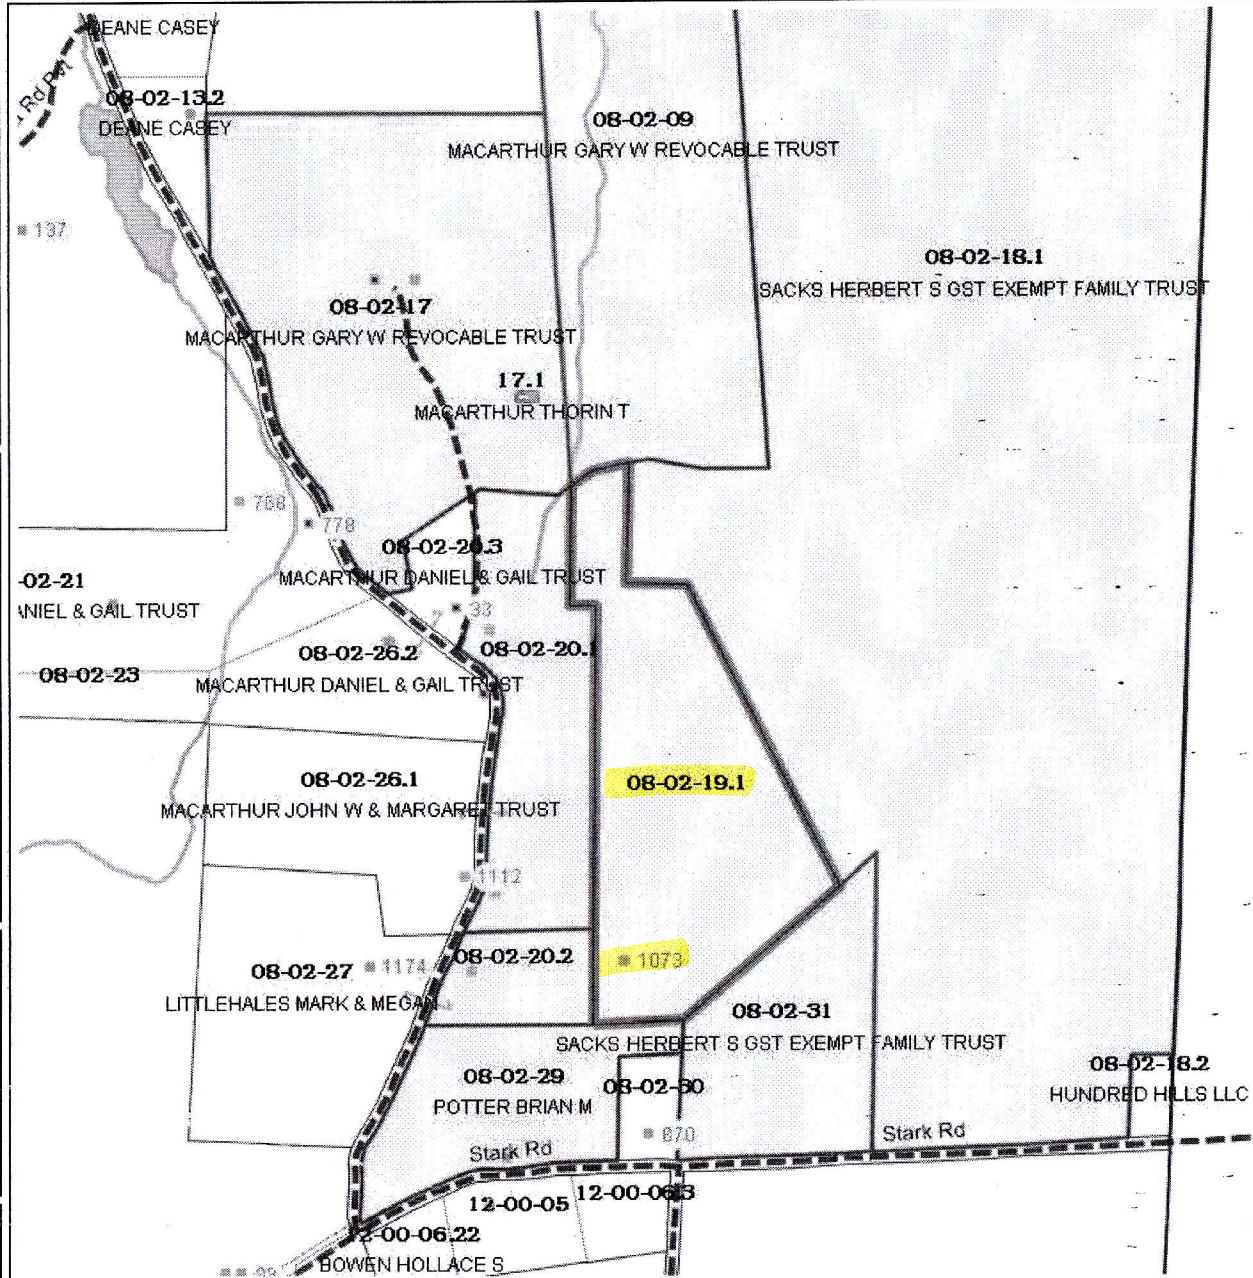 DEANE CASEY
Rd Pvt
08-02-13.2
DEANE CASEY
08-02-09
MACARTHUR GARY W REVOCABLE TRUST
137
08-02-18.1
SACKS HERBERT S GST EXEMPT FAMILY TRUST
08-02-17
MACARTHUR GARY W REVOCABLE TRUST
17.1
MACARTHUR THORIN T
778
08-02-20.3
MACARTHUR DANIEL & GAIL TRUST
-02-21
NIEL & GAIL TRUST
7
33
08-02-26.2
08-02-20.1
08-02-23
MACARTHUR DANIEL & GAIL TRUST
08-02-26.1
08-02-19.1
MACARTHUR JOHN W & MARGARET TRUST
1112
08-02-20.2
1073
08-02-27
1174
LITTLEHALES MARK & MEGAN
08-02-31
SACKS HERBERT S GST EXEMPT FAMILY TRUST
08-02-29
08-02-30
08-02-18.2
POTTER BRIAN M
HUNDRED HILLS LLC
670
Stark Rd
Stark Rd
12-00-05
12-00-06.3
12-00-06.22
BOWEN HOLLACE S